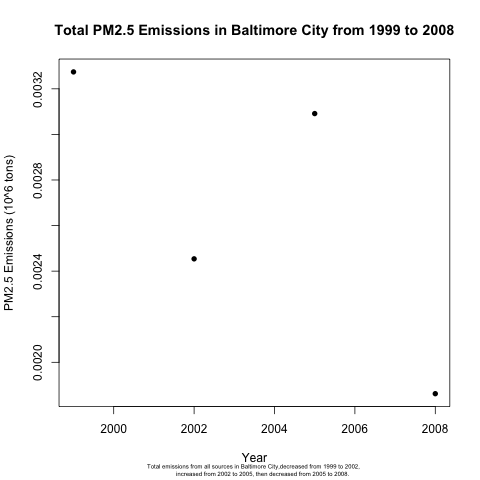 Total PM2.5 Emissions in Baltimore City from 1999 to 2008
PM2.5 Emissions (10^6 tons)
0.0032
0.0028
0.0024
0.0020
2000 2002 2004 2006 2008
Year
Total emissions from all sources in Baltimore City,decreased from 1999 to 2002,
increased from 2002 to 2005, then decreased from 2005 to 2008.